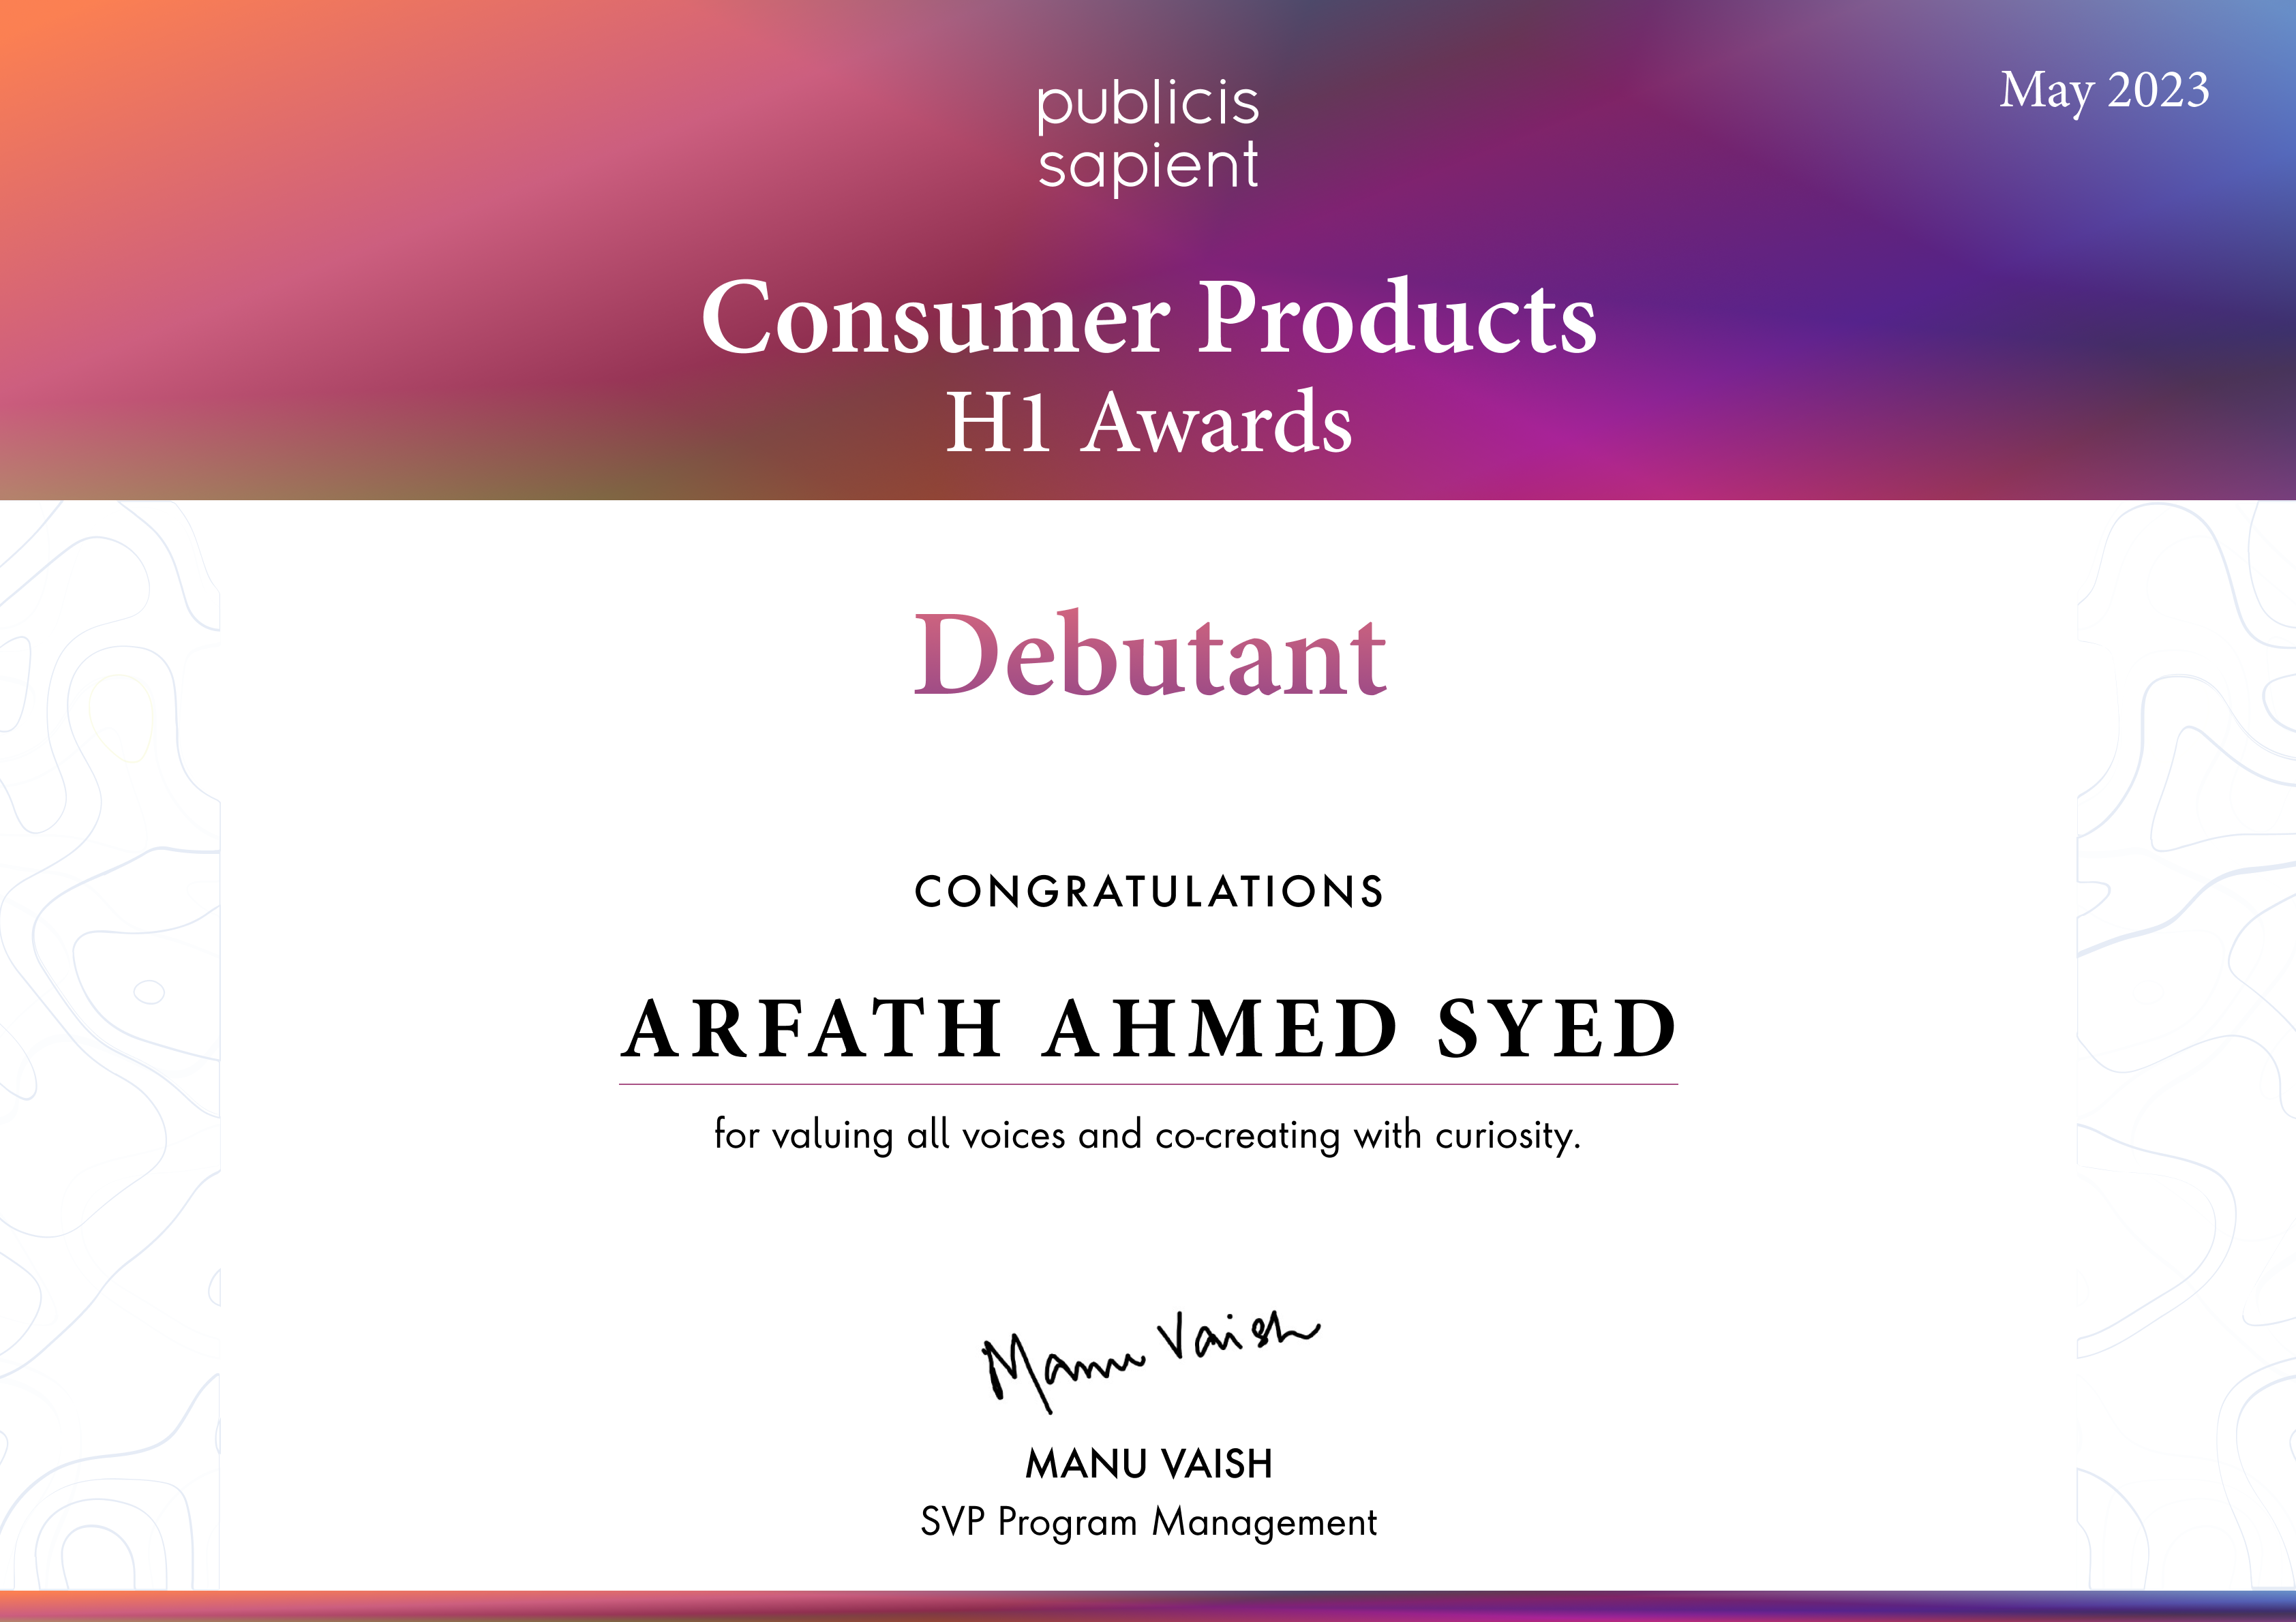 publicis
sapient
May 2023
Consumer Products
H1 Awards
Debutant
CONGRATULATIONS
ARFATH AHMED SYED
for valuing all voices and co-creating with curiosity.
Manu Vaish
MANU VAISH
SVP Program Management